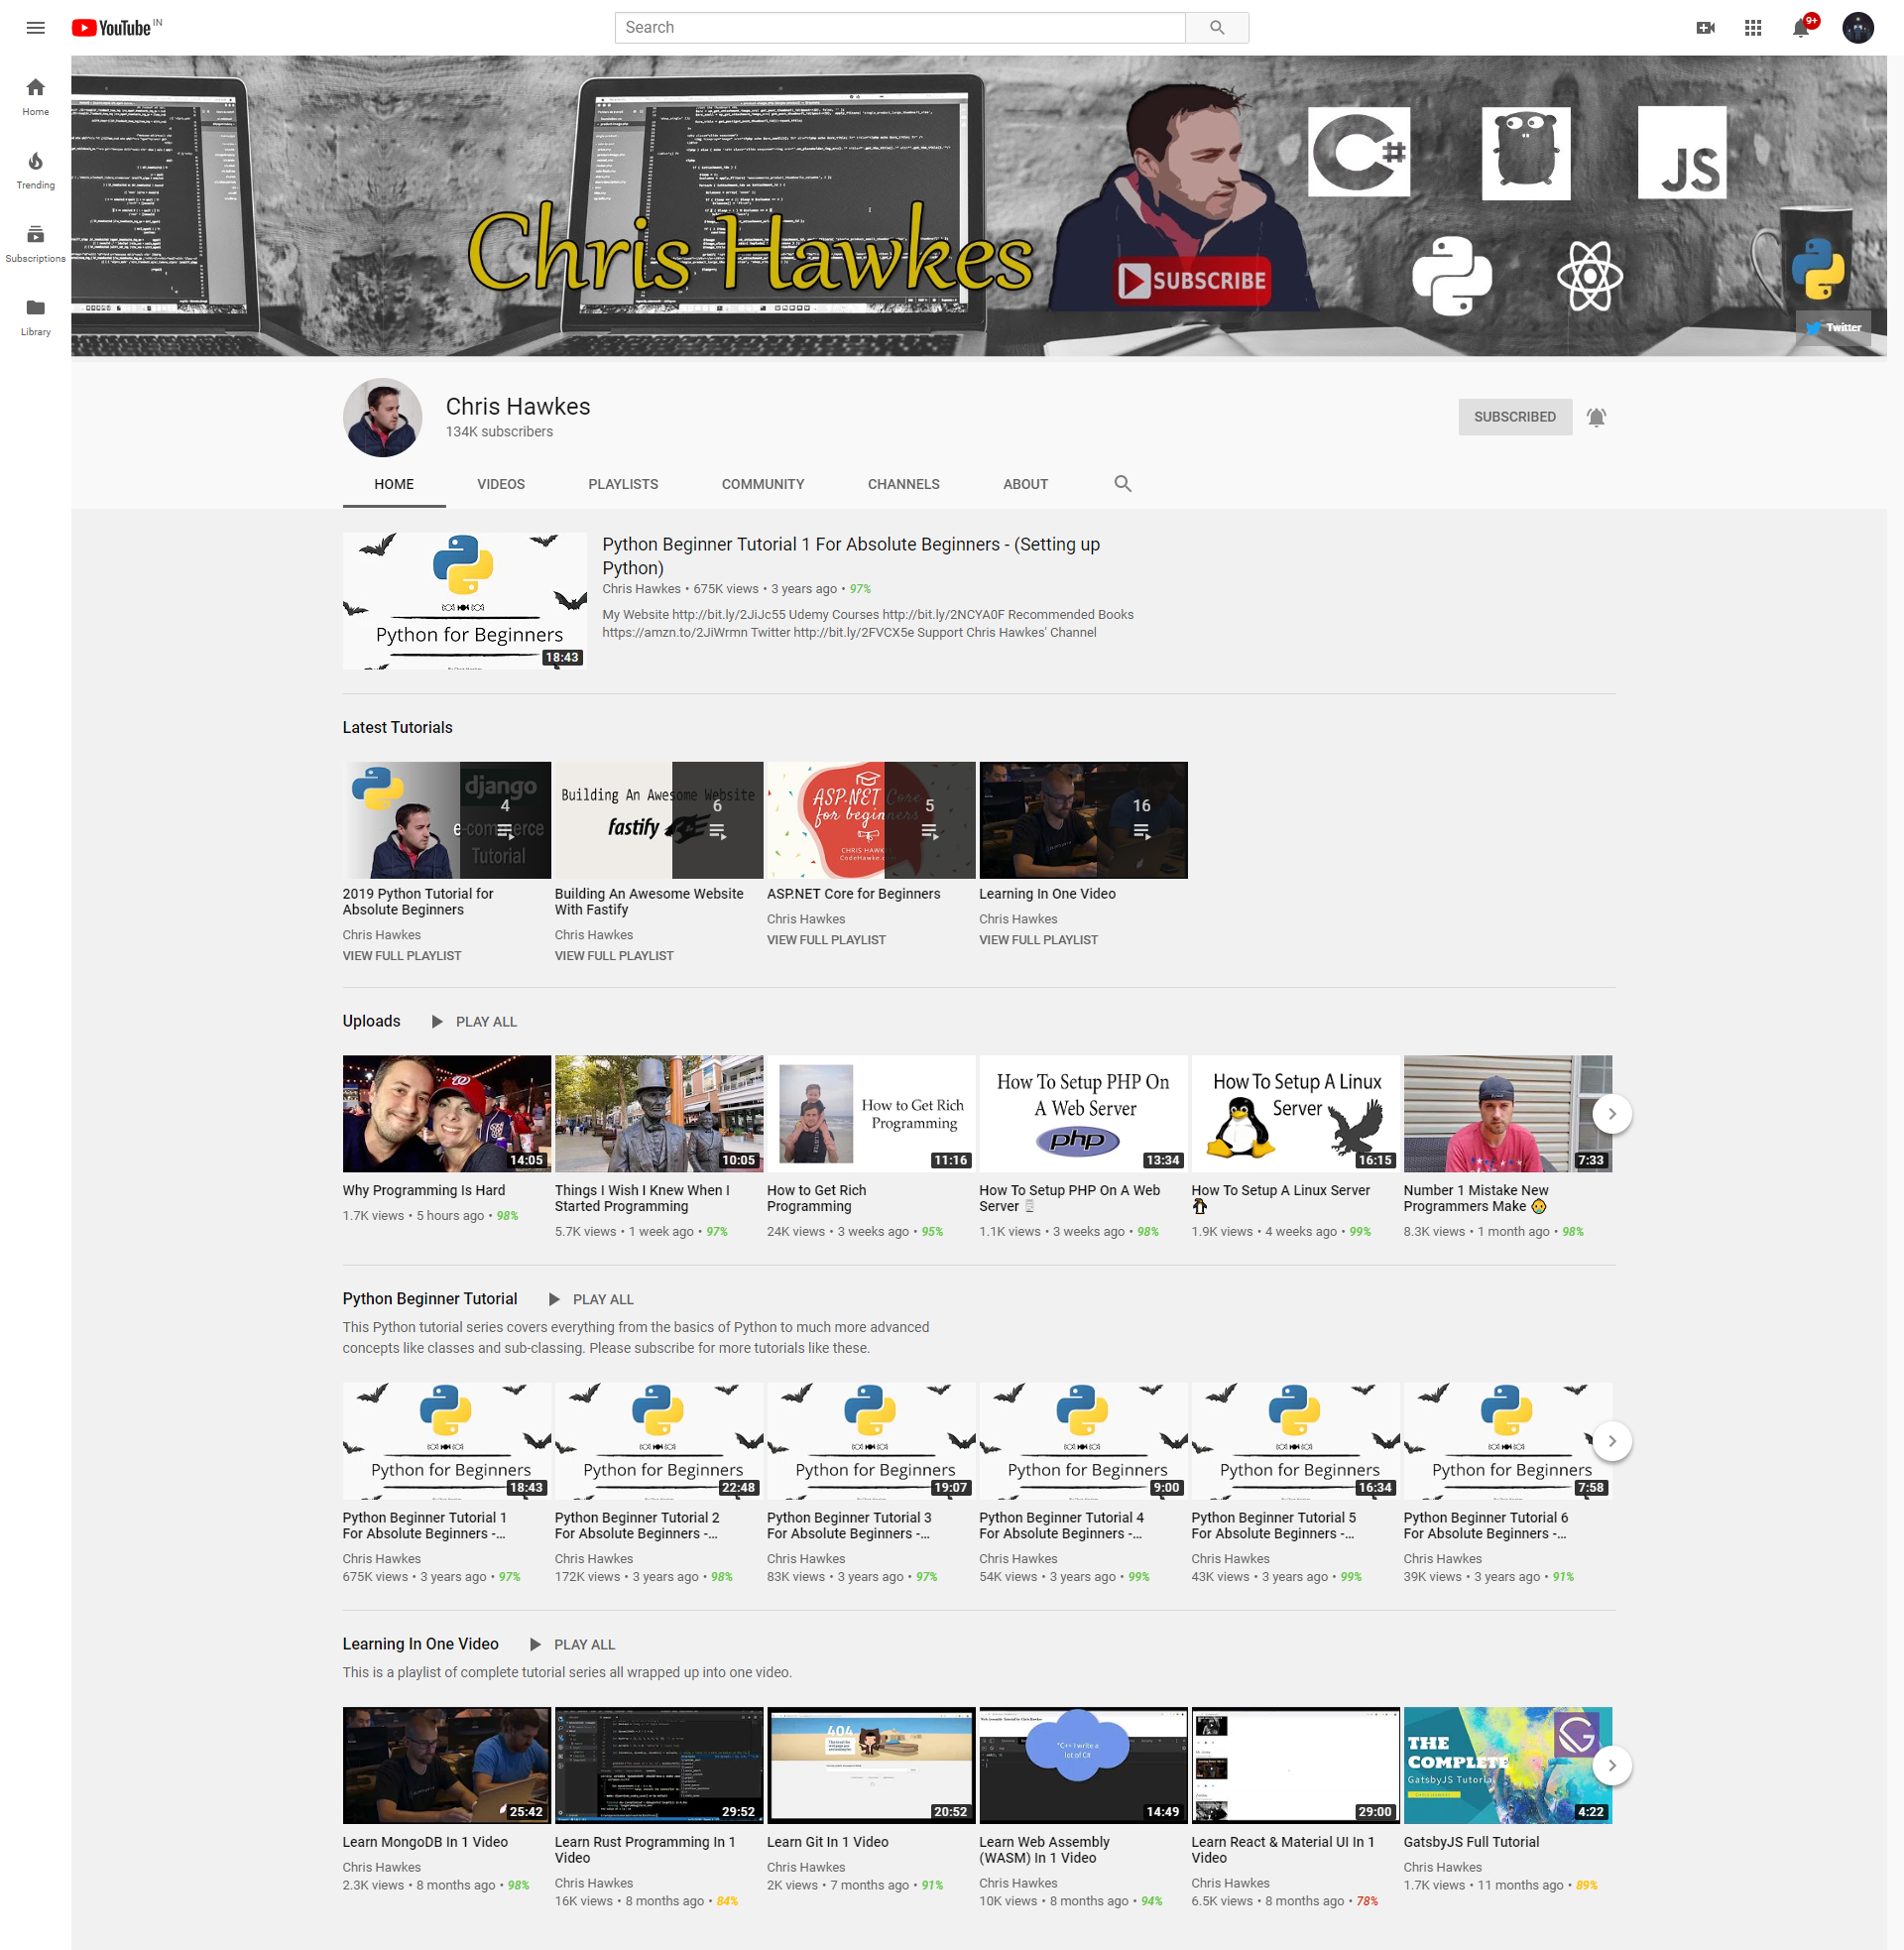 YouTube IN
Search
9+
Home
Trending
Subscriptions
Library
Chris Hawkes
SUBSCRIBE
C#
JS
Twitter
Chris Hawkes
134K subscribers
SUBSCRIBED
HOME VIDEOS PLAYLISTS COMMUNITY CHANNELS ABOUT
Python for Beginners
18:43
Python Beginner Tutorial 1 For Absolute Beginners - (Setting up
Python)
Chris Hawkes • 675K views • 3 years ago • 97%
My Website http://bit.ly/2JiJc55 Udemy Courses http://bit.ly/2NCYA0F Recommended Books
https://amzn.to/2JiWrmn Twitter http://bit.ly/2FVCX5e Support Chris Hawkes' Channel
Latest Tutorials
django
e-commerce
Tutorial
4
2019 Python Tutorial for
Absolute Beginners
Chris Hawkes
VIEW FULL PLAYLIST
Building An Awesome Website
fastify
6
Building An Awesome Website
With Fastify
Chris Hawkes
VIEW FULL PLAYLIST
ASP.NET Core
for beginners
CHRIS HAWKES
5
ASP.NET Core for Beginners
Chris Hawkes
VIEW FULL PLAYLIST
16
Learning In One Video
Chris Hawkes
VIEW FULL PLAYLIST
Uploads PLAY ALL
W
14:05
Why Programming Is Hard
1.7K views • 5 hours ago • 98%
10:05
Things I Wish I Knew When I
Started Programming
5.7K views • 1 week ago • 97%
How to Get Rich
Programming
11:16
How to Get Rich
Programming
24K views • 3 weeks ago • 95%
How To Setup PHP On
A Web Server
php
13:34
How To Setup PHP On A Web
Server
1.1K views • 3 weeks ago • 98%
How To Setup A Linux
Server
16:15
How To Setup A Linux Server
1.9K views • 4 weeks ago • 99%
7:33
Number 1 Mistake New
Programmers Make
8.3K views • 1 month ago • 98%
Python Beginner Tutorial PLAY ALL
This Python tutorial series covers everything from the basics of Python to much more advanced
concepts like classes and sub-classing. Please subscribe for more tutorials like these.
Python for Beginners
18:43
Python Beginner Tutorial 1
For Absolute Beginners -...
Chris Hawkes
675K views • 3 years ago • 97%
Python for Beginners
22:48
Python Beginner Tutorial 2
For Absolute Beginners -...
Chris Hawkes
172K views • 3 years ago • 98%
Python for Beginners
19:07
Python Beginner Tutorial 3
For Absolute Beginners -...
Chris Hawkes
83K views • 3 years ago • 97%
Python for Beginners
9:00
Python Beginner Tutorial 4
For Absolute Beginners -...
Chris Hawkes
54K views • 3 years ago • 99%
Python for Beginners
16:34
Python Beginner Tutorial 5
For Absolute Beginners -...
Chris Hawkes
43K views • 3 years ago • 99%
Python for Beginners
7:58
Python Beginner Tutorial 6
For Absolute Beginners -...
Chris Hawkes
39K views • 3 years ago • 91%
Learning In One Video PLAY ALL
This is a playlist of complete tutorial series all wrapped up into one video.
25:42
Learn MongoDB In 1 Video
Chris Hawkes
2.3K views • 8 months ago • 98%
29:52
Learn Rust Programming In 1
Video
Chris Hawkes
16K views • 8 months ago • 84%
404
20:52
Learn Git In 1 Video
Chris Hawkes
2K views • 7 months ago • 91%
"C++ I write a
lot of C#
14:49
Learn Web Assembly
(WASM) In 1 Video
Chris Hawkes
10K views • 8 months ago • 94%
29:00
Learn React & Material UI In 1
Video
Chris Hawkes
6.5K views • 8 months ago • 78%
THE
COMPLETE
GatsbyJS Tutorial
4:22
GatsbyJS Full Tutorial
Chris Hawkes
1.7K views • 11 months ago • 89%